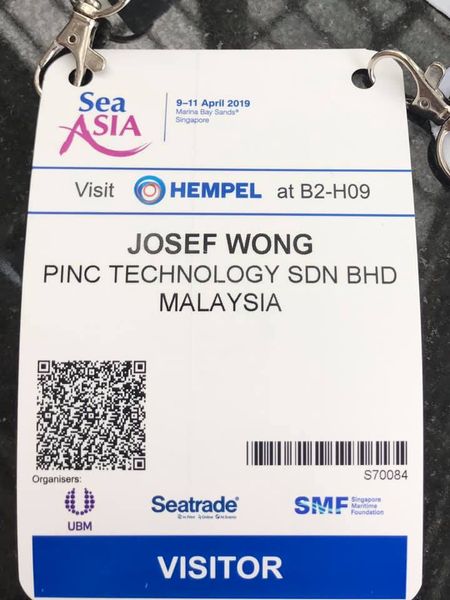 Sea
ASIA
9–11 April 2019
Marina Bay Sands®
Singapore
Visit HEMPEL at B2-H09
JOSEF WONG
PINC TECHNOLOGY SDN BHD
MALAYSIA
S70084
Organisers:
UBM
Seatrade®
SMF Singapore
Maritime
Foundation
VISITOR